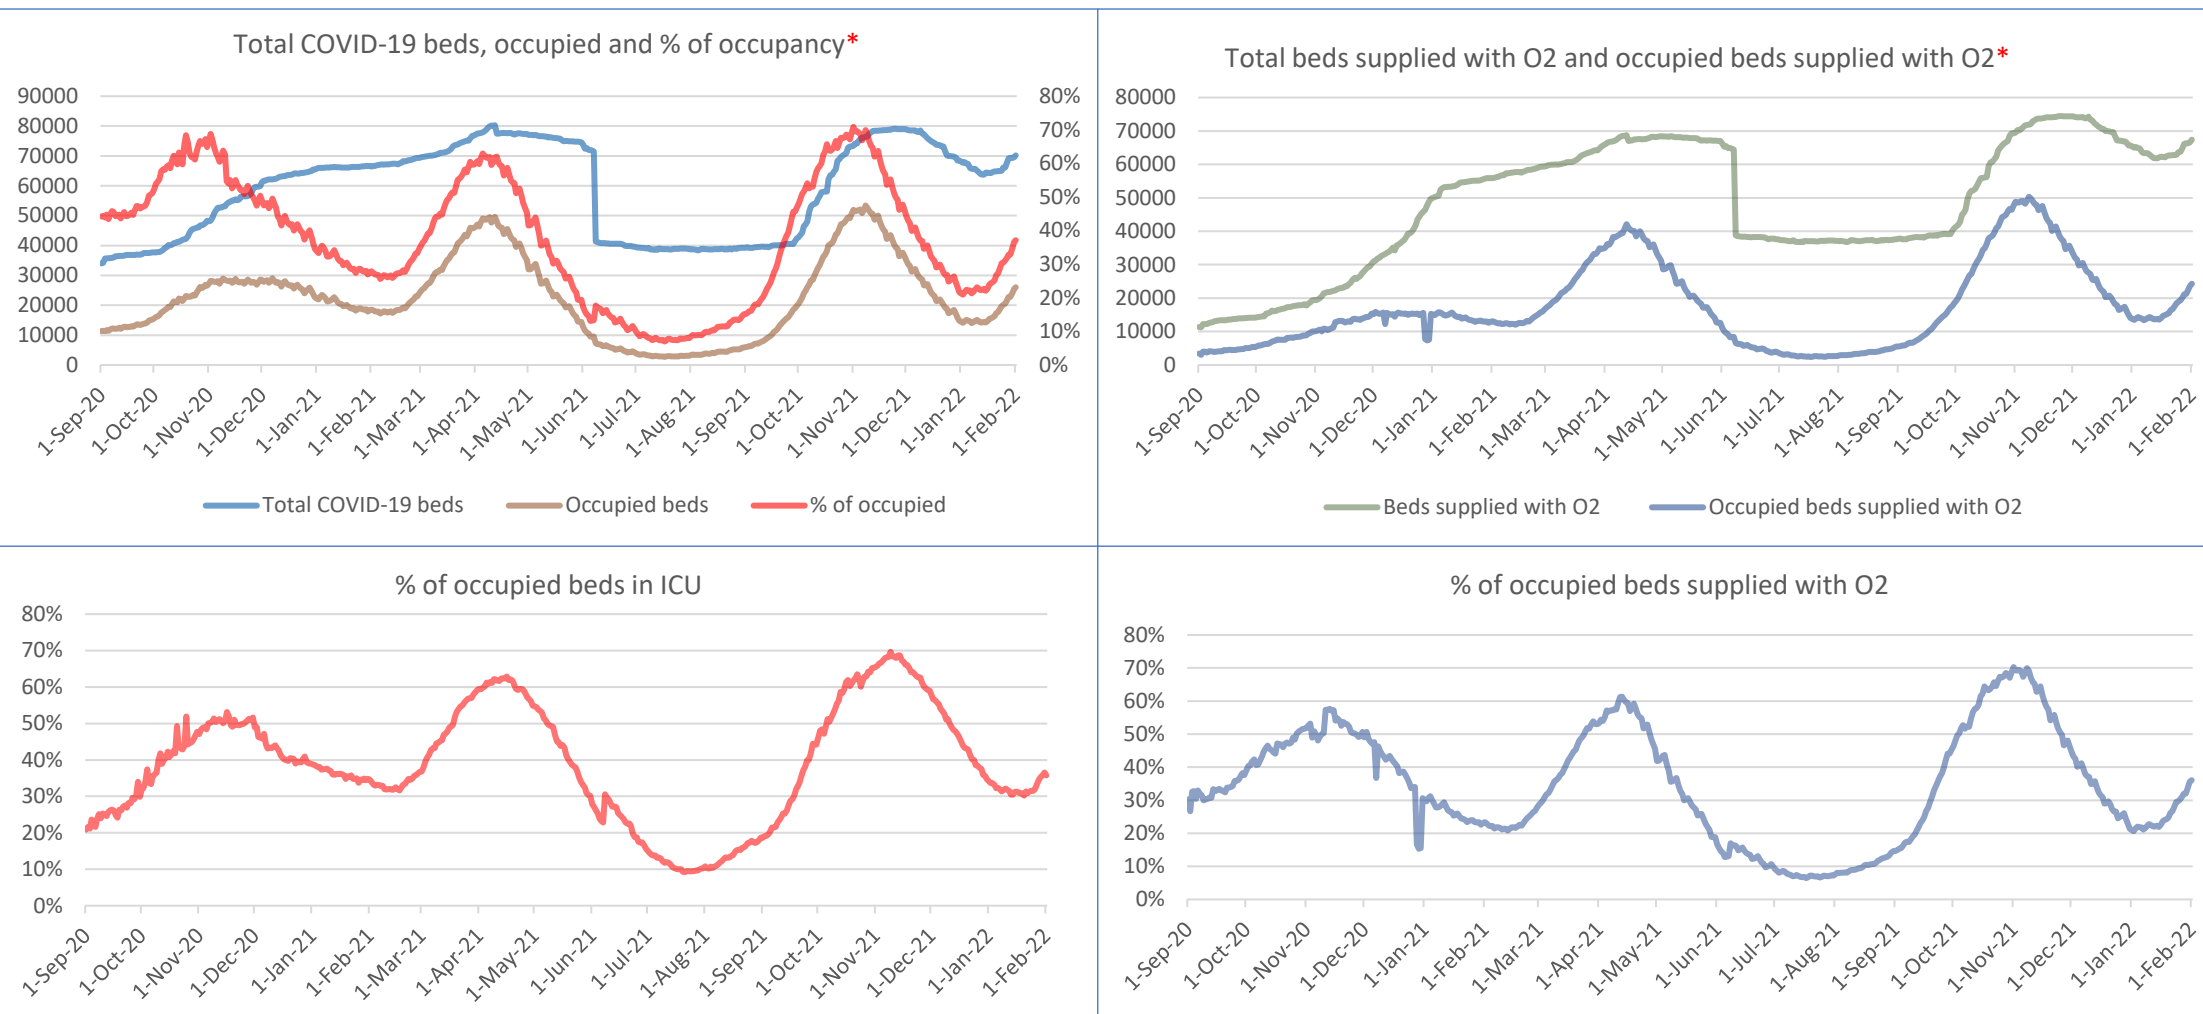 Total COVID-19 beds, occupied and % of occupancy*
90000
80000
70000
60000
50000
40000
30000
20000
10000
0
80%
70%
60%
50%
40%
30%
20%
10%
0%
1-Sep-20
1-Oct-20
1-Nov-20
1-Dec-20
1-Jan-21
1-Feb-21
1-Mar-21
1-Apr-21
1-May-21
1-Jun-21
1-Jul-21
1-Aug-21
1-Sep-21
1-Oct-21
1-Nov-21
1-Dec-21
1-Jan-22
1-Feb-22
Total COVID-19 beds Occupied beds % of occupied
Total beds supplied with O2 and occupied beds supplied with O2*
80000
70000
60000
50000
40000
30000
20000
10000
0
1-Sep-20
1-Oct-20
1-Nov-20
1-Dec-20
1-Jan-21
1-Feb-21
1-Mar-21
1-Apr-21
1-May-21
1-Jun-21
1-Jul-21
1-Aug-21
1-Sep-21
1-Oct-21
1-Nov-21
1-Dec-21
1-Jan-22
1-Feb-22
Beds supplied with O2 Occupied beds supplied with O2
% of occupied beds in ICU
80%
70%
60%
50%
40%
30%
20%
10%
0%
1-Sep-20
1-Oct-20
1-Nov-20
1-Dec-20
1-Jan-21
1-Feb-21
1-Mar-21
1-Apr-21
1-May-21
1-Jun-21
1-Jul-21
1-Aug-21
1-Sep-21
1-Oct-21
1-Nov-21
1-Dec-21
1-Jan-22
1-Feb-22
% of occupied beds supplied with O2
80%
70%
60%
50%
40%
30%
20%
10%
0%
1-Sep-20
1-Oct-20
1-Nov-20
1-Dec-20
1-Jan-21
1-Feb-21
1-Mar-21
1-Apr-21
1-May-21
1-Jun-21
1-Jul-21
1-Aug-21
1-Sep-21
1-Oct-21
1-Nov-21
1-Dec-21
1-Jan-22
1-Feb-22